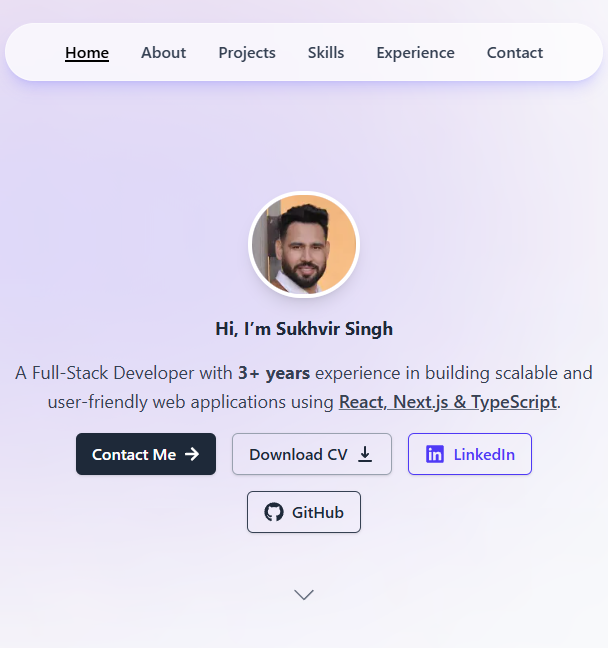 Home About Projects Skills Experience Contact
Hi, I’m Sukhvir Singh
A Full-Stack Developer with 3+ years experience in building scalable and
user-friendly web applications using React, Next.js & TypeScript.
Contact Me Download CV LinkedIn
GitHub